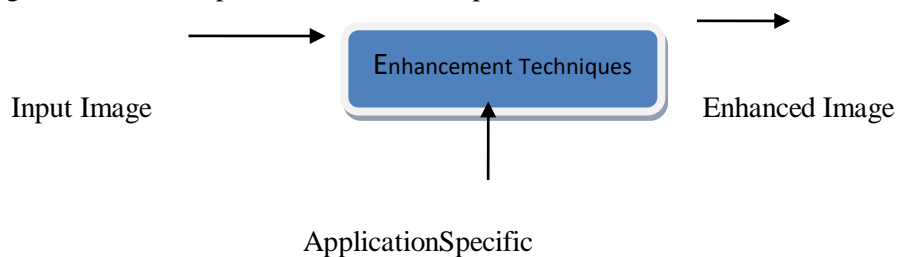 Enhancement Techniques
Input Image
Enhanced Image
ApplicationSpecific